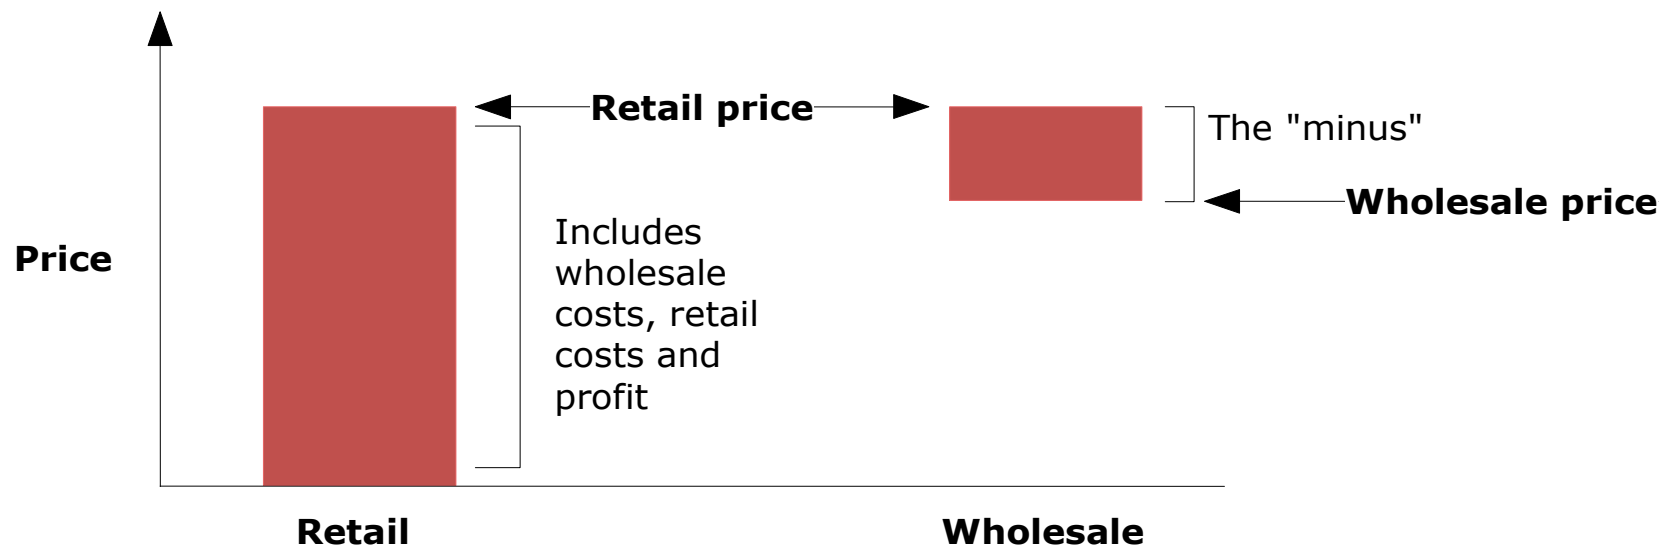 Retail price
The "minus"
Wholesale price
Includes
wholesale
costs, retail
costs and
profit
Price
Retail
Wholesale